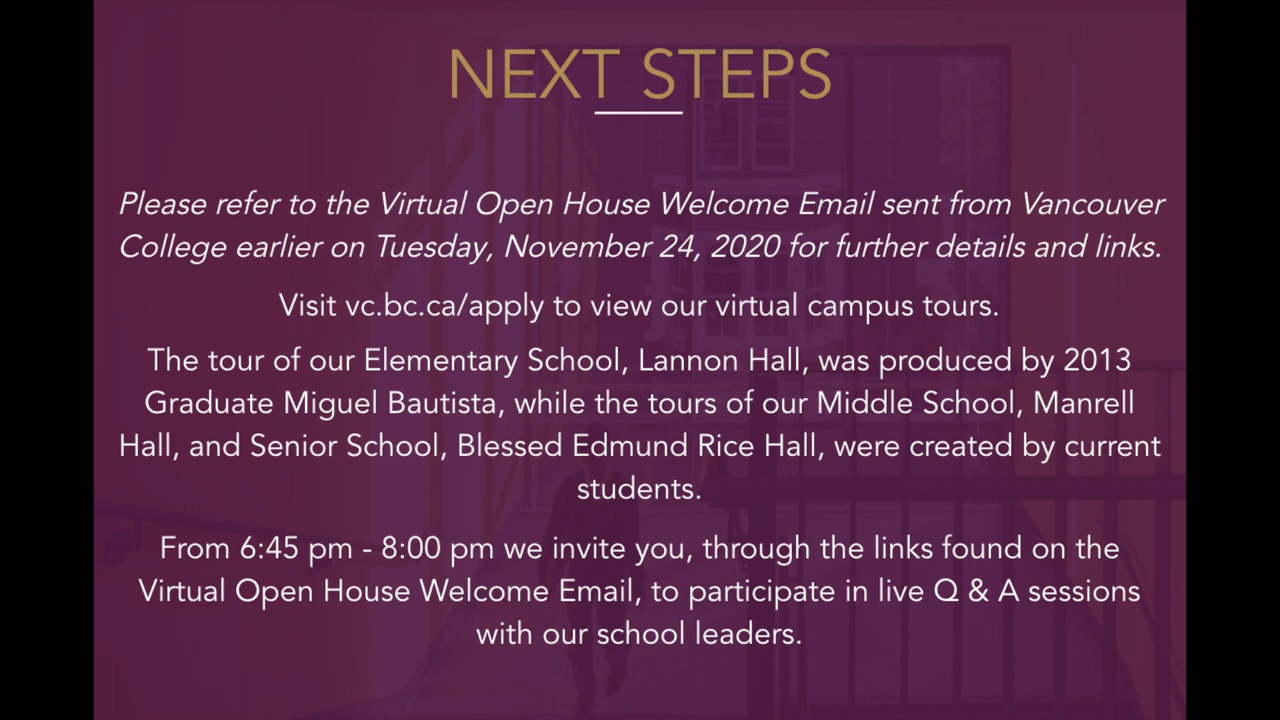 NEXT STEPS
Please refer to the Virtual Open House Welcome Email sent from Vancouver
College earlier on Tuesday, November 24, 2020 for further details and links.
Visit vc.bc.ca/apply to view our virtual campus tours.
The tour of our Elementary School, Lannon Hall, was produced by 2013
Graduate Miguel Bautista, while the tours of our Middle School, Manrell
Hall, and Senior School, Blessed Edmund Rice Hall, were created by current
students.
From 6:45 pm - 8:00 pm we invite you, through the links found on the
Virtual Open House Welcome Email, to participate in live Q & A sessions
with our school leaders.